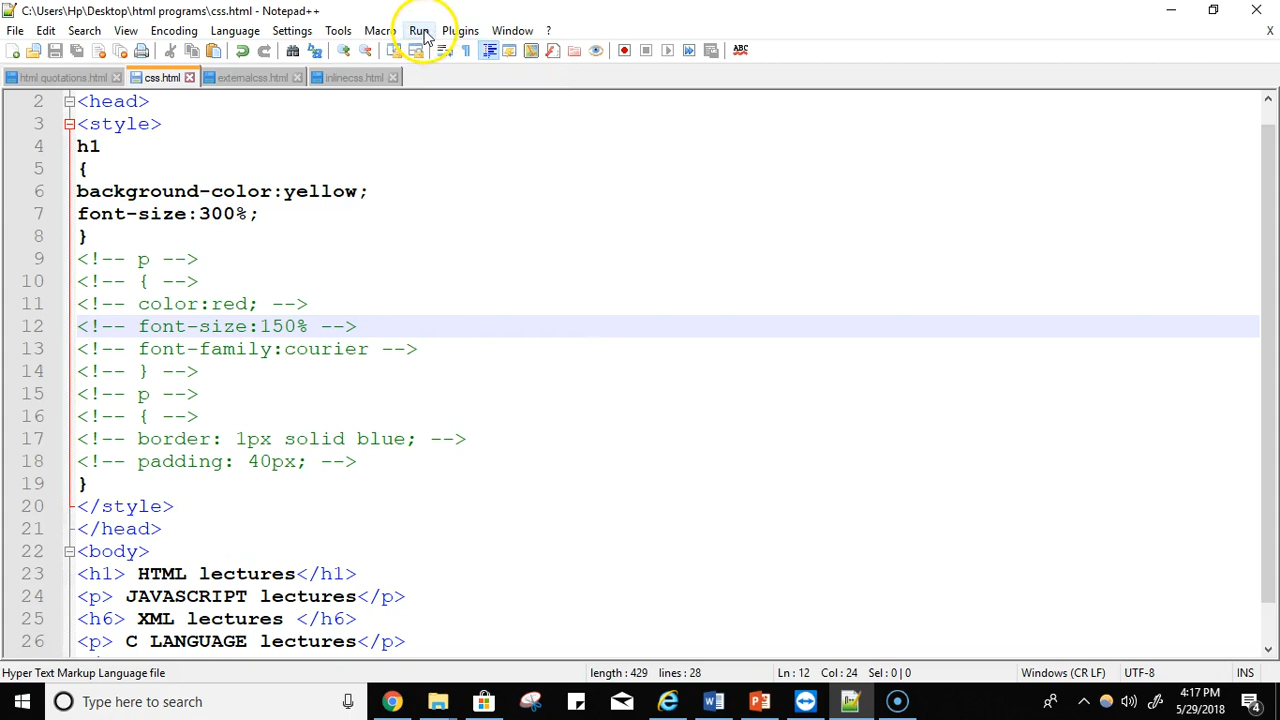 C:\Users\Hp\Desktop\html programs\css.html - Notepad++
File Edit Search View Encoding Language Settings Tools Macro Run Plugins Window ? X
html quotations.html css.html externalcss.html inlinecss.html
2 <head>
3 <style>
4 h1
5 {
6 background-color:yellow;
7 font-size:300%;
8 }
9 <!-- p -->
10 <!-- { -->
11 <!-- color:red; -->
12 <!-- font-size:150% -->
13 <!-- font-family:courier -->
14 <!-- } -->
15 <!-- p -->
16 <!-- { -->
17 <!-- border: 1px solid blue; -->
18 <!-- padding: 40px; -->
19 }
20 </style>
21 </head>
22 <body>
23 <h1> HTML lectures</h1>
24 <p> JAVASCRIPT lectures</p>
25 <h6> XML lectures </h6>
26 <p> C LANGUAGE lectures</p>
Hyper Text Markup Language file length : 429 lines : 28 Ln : 12 Col : 24 Sel : 0 | 0 Windows (CR LF) UTF-8 INS
Type here to search
4:17 PM
5/29/2018
4